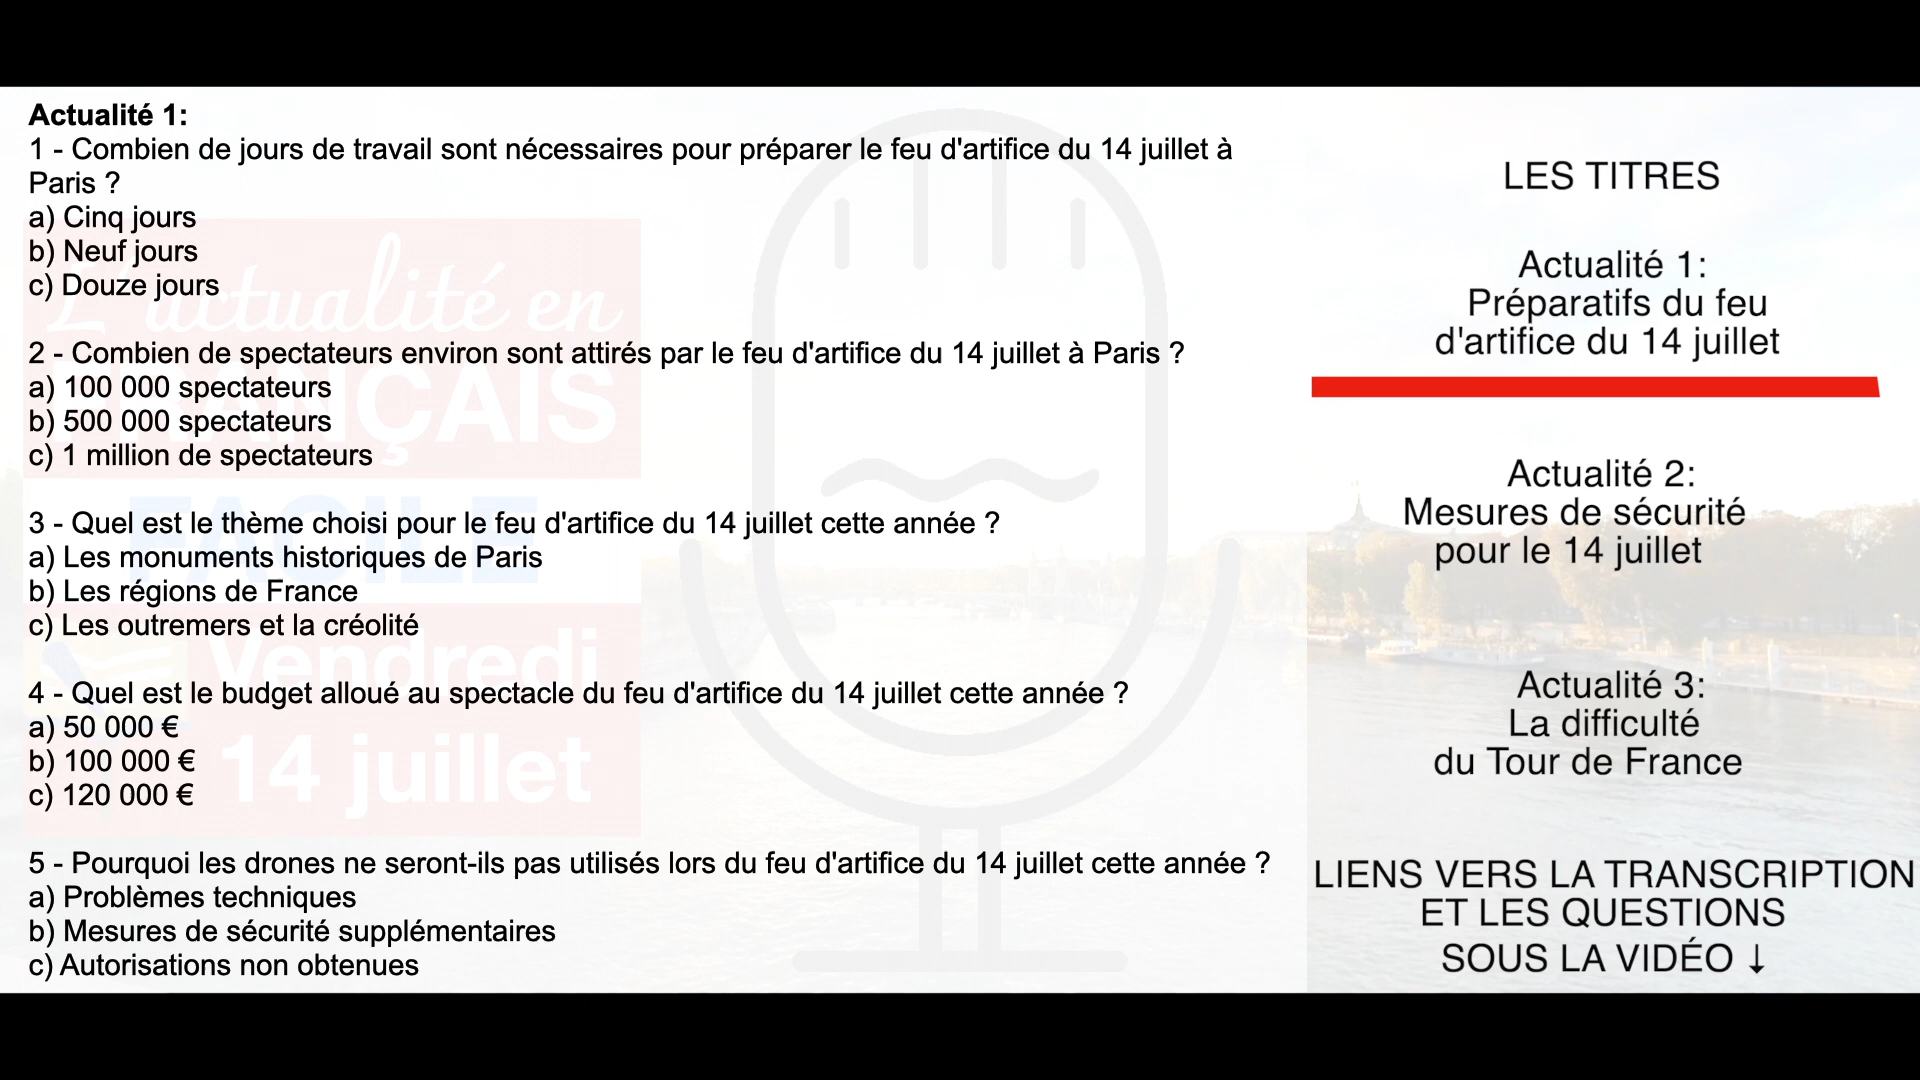 Actualité 1:
1 - Combien de jours de travail sont nécessaires pour préparer le feu d'artifice du 14 juillet à
Paris ?
a) Cinq jours
b) Neuf jours
c) Douze jours
2 - Combien de spectateurs environ sont attirés par le feu d'artifice du 14 juillet à Paris ?
a) 100 000 spectateurs
b) 500 000 spectateurs
c) 1 million de spectateurs
3 - Quel est le thème choisi pour le feu d'artifice du 14 juillet cette année ?
a) Les monuments historiques de Paris
b) Les régions de France
c) Les outremers et la créolité
4 - Quel est le budget alloué au spectacle du feu d'artifice du 14 juillet cette année ?
a) 50 000 €
b) 100 000 €
c) 120 000 €
5 - Pourquoi les drones ne seront-ils pas utilisés lors du feu d'artifice du 14 juillet cette année ?
a) Problèmes techniques
b) Mesures de sécurité supplémentaires
c) Autorisations non obtenues
L'actualité en
FRANÇAIS
FACILE
Vendredi
14 juillet
LES TITRES
Actualité 1:
Préparatifs du feu
d'artifice du 14 juillet
Actualité 2:
Mesures de sécurité
pour le 14 juillet
Actualité 3:
La difficulté
du Tour de France
LIENS VERS LA TRANSCRIPTION
ET LES QUESTIONS
SOUS LA VIDÉO ↓